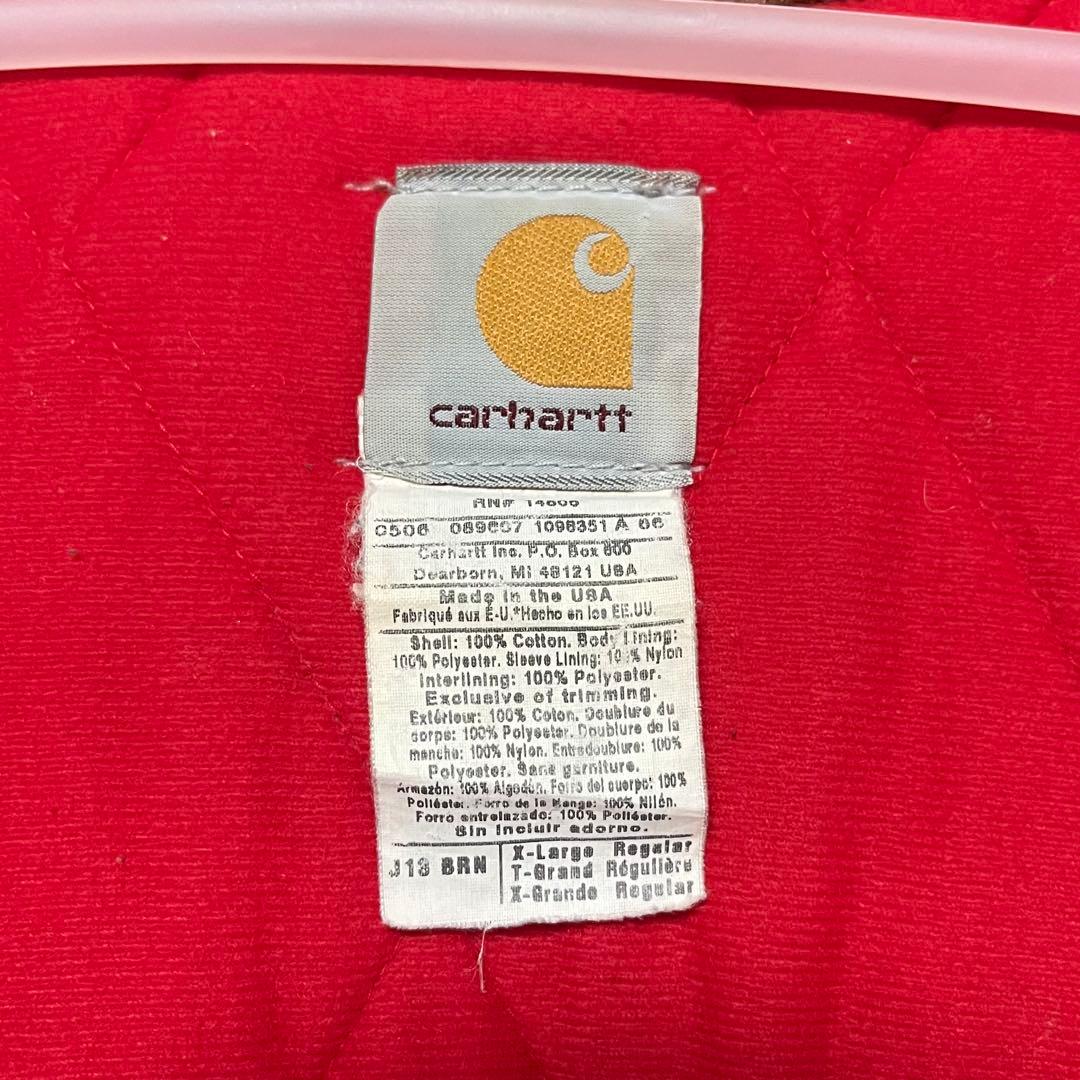 carhartt
RN# 14806
0506 089667 1098351 A 06
Carhartt Inc. P.O. Box 600
Dearborn, MI 48121 USA
Made in the USA
Fabriqué aux É-U.*Hecho en los EE.UU.
Shell: 100% Cotton. Body Lining:
100% Polyester. Sleeve Lining: 100% Nylon
Interlining: 100% Polyester.
Exclusive of trimming.
Extérieur: 100% Coton. Doublure du
corps: 100% Polyester. Doublure de la
manche: 100% Nylon. Entredoublure: 100%
Polyester. Sans garniture.
Armazón: 100% Algodón. Forro del cuerpo: 100%
Poliéster. Forro de la Manga: 100% Nilón.
Forro entrelazado: 100% Poliéster.
Sin incluir adorno.
J13 BRN
X-Large Regular
T-Grand Régulière
X-Grande Regular